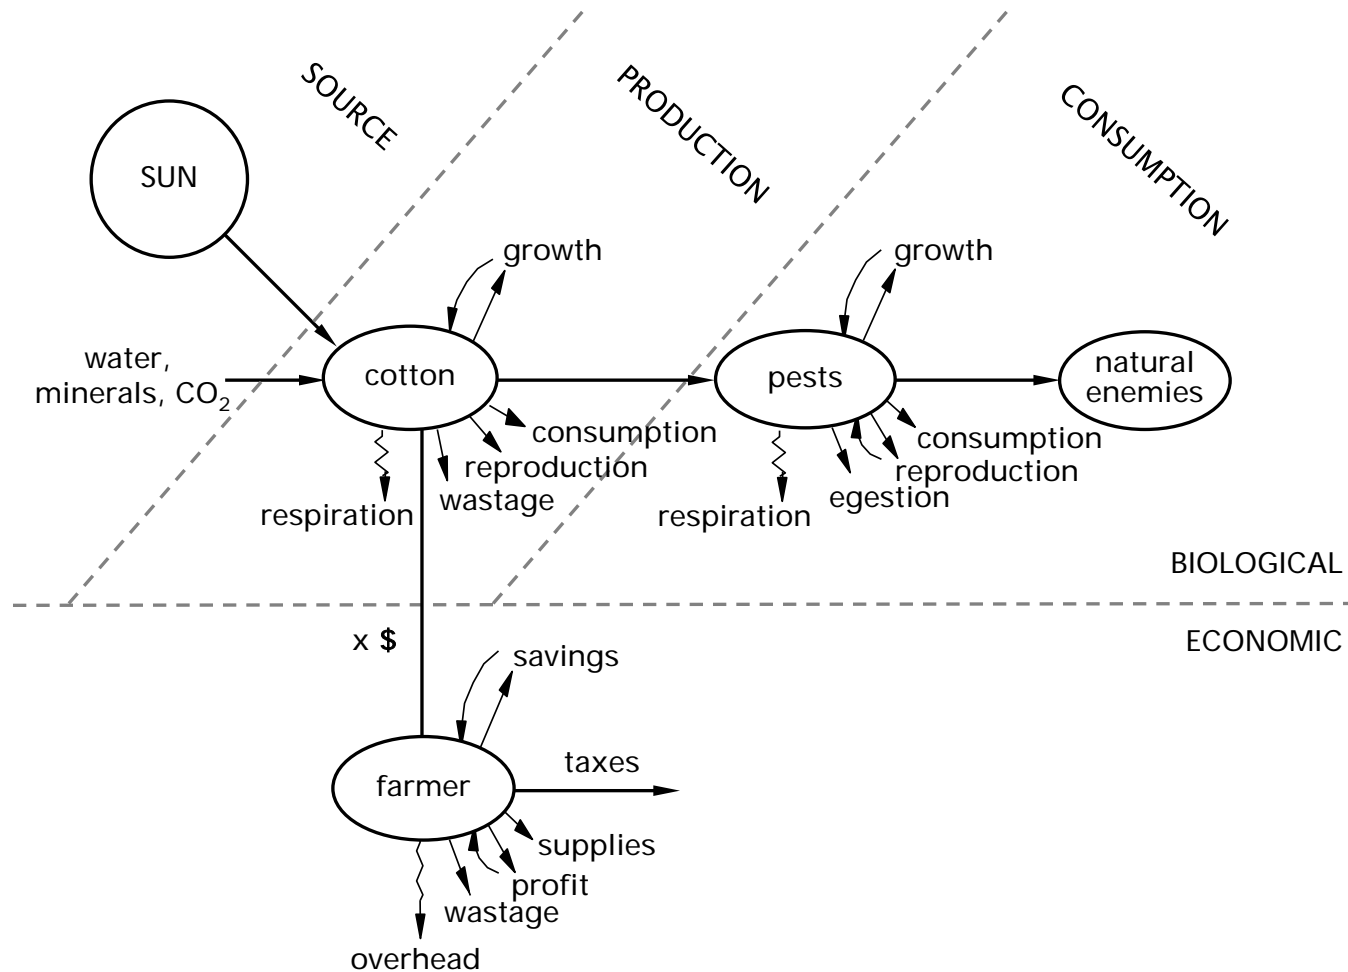 SOURCE
PRODUCTION
CONSUMPTION
SUN
growth
growth
water,
minerals, CO₂
cotton
pests
natural
enemies
consumption
reproduction
wastage
respiration
consumption
reproduction
egestion
respiration
BIOLOGICAL
ECONOMIC
x $
savings
farmer
taxes
supplies
profit
wastage
overhead